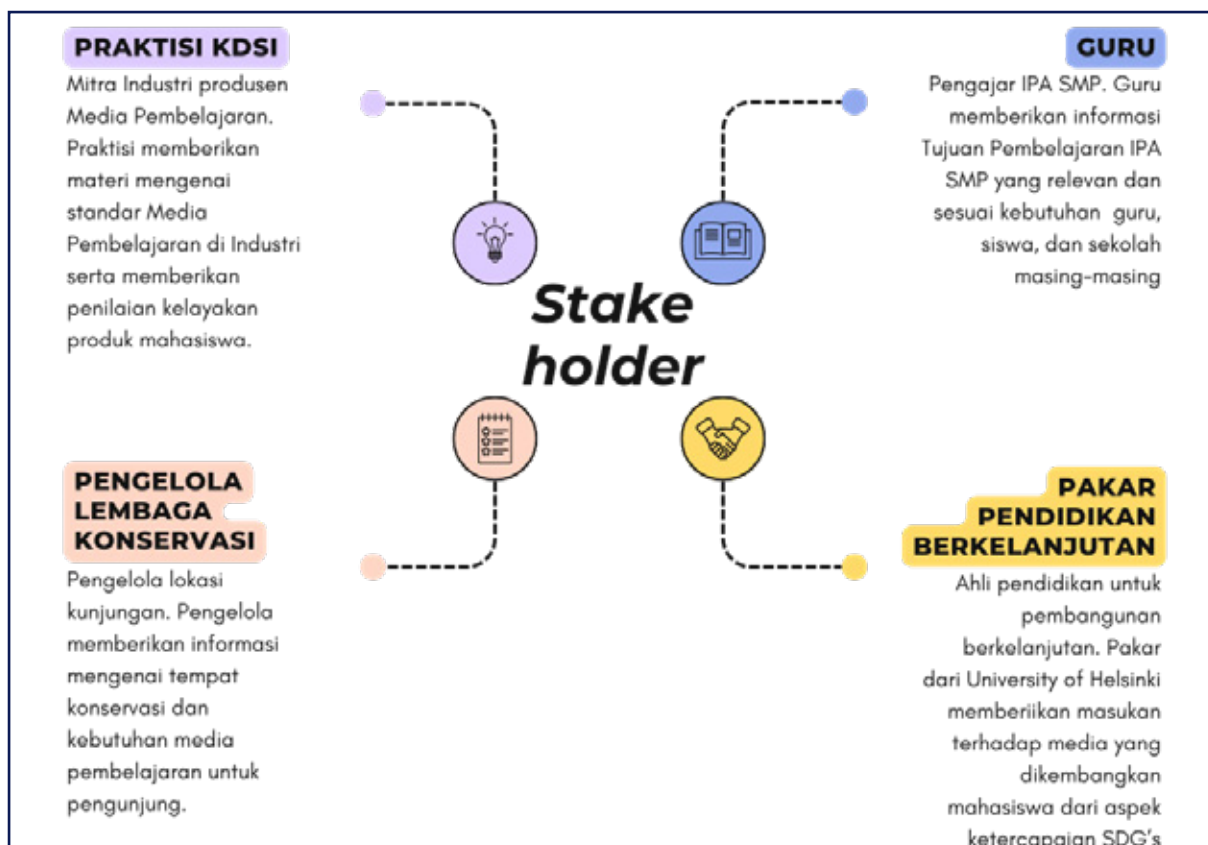 PRAKTISI KDSI
Mitra Industri produsen
Media Pembelajaran.
Praktisi memberikan
materi mengenai
standar Media
Pembelajaran di Industri
serta memberikan
penilaian kelayakan
produk mahasiswa.
GURU
Pengajar IPA SMP. Guru
memberikan informasi
Tujuan Pembelajaran IPA
SMP yang relevan dan
sesuai kebutuhan guru,
siswa, dan sekolah
masing-masing
Stake
holder
PENGELOLA
LEMBAGA
KONSERVASI
Pengelola lokasi
kunjungan. Pengelola
memberikan informasi
mengenai tempat
konservasi dan
kebutuhan media
pembelajaran untuk
pengunjung.
PAKAR
PENDIDIKAN
BERKELANJUTAN
Ahli pendidikan untuk
pembangunan
berkelanjutan. Pakar
dari University of Helsinki
memberiikan masukan
terhadap media yang
dikembangkan
mahasiswa dari aspek
ketercapaian SDG's